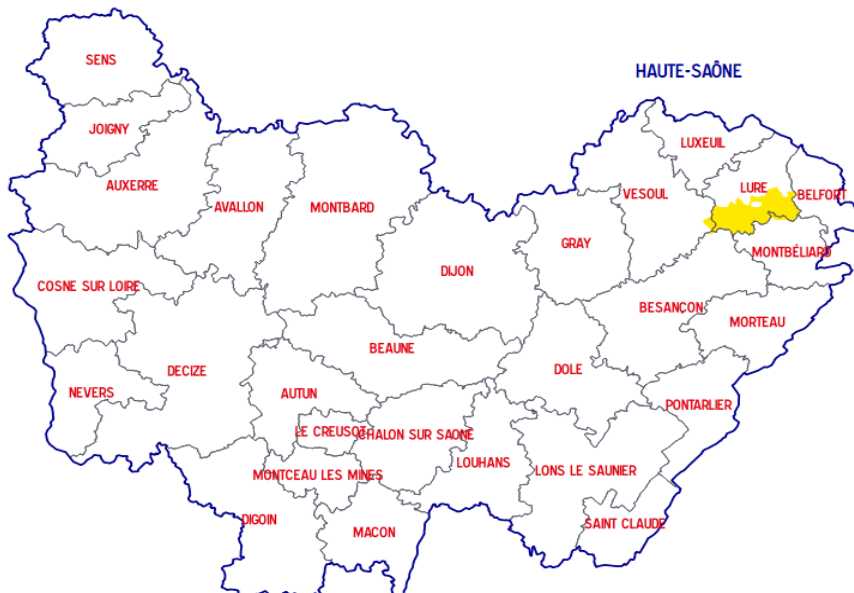 SENS
HAUTE-SAÔNE
JOIGNY
LUXEUIL
AUXERRE
AVALLON
MONTBARD
VESOUL
LURE
BELFORT
GRAY
DIJON
MONTBÉLIARD
COSNE SUR LOIRE
BESANÇON
MORTEAU
BEAUNE
DECIZE
DOLE
NEVERS
AUTUN
PONTARLIER
LE CREUSOT
CHALON SUR SAONE
LOUHANS
LONS LE SAUNIER
MONTCEAU LES MINES
DIGOIN
MACON
SAINT CLAUDE